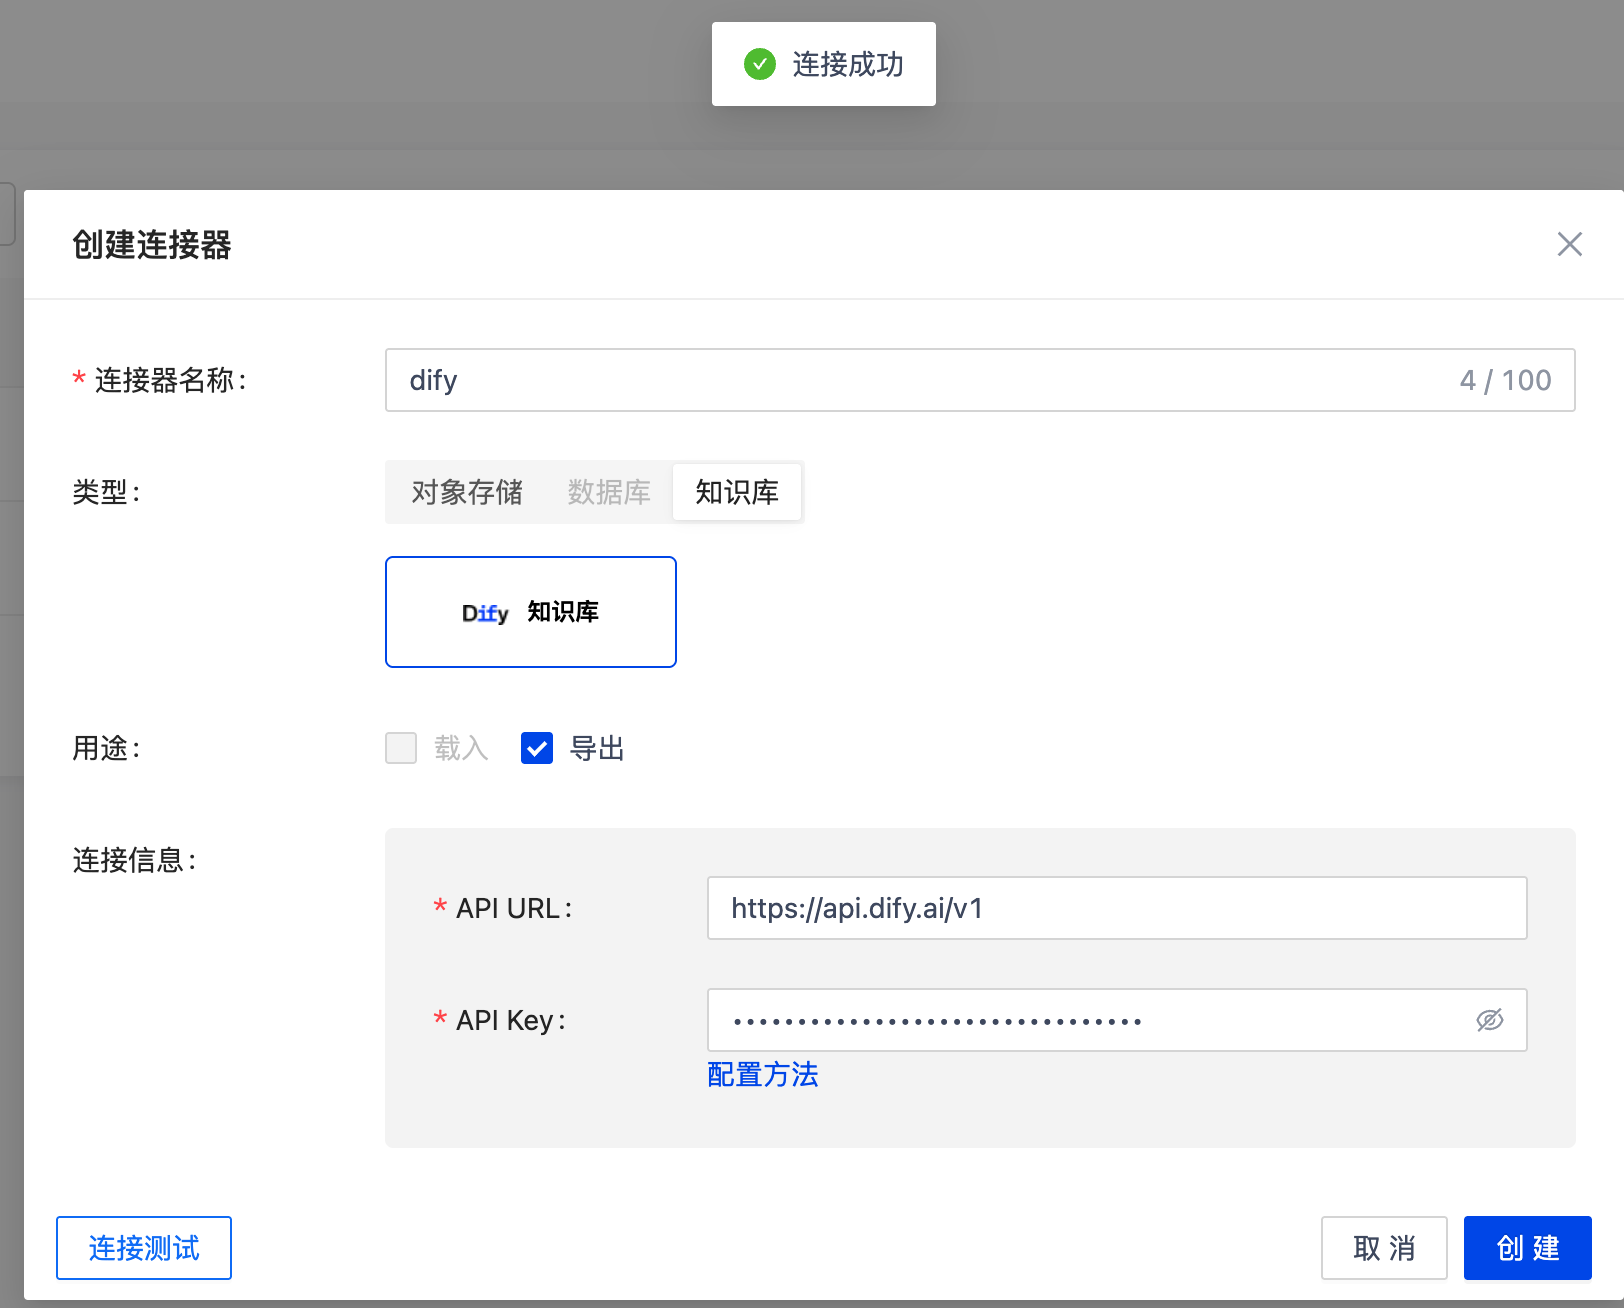 连接成功
创建连接器
* 连接器名称:
dify
4 / 100
类型:
对象存储 数据库 知识库
Dify 知识库
用途:
载入 导出
连接信息:
* API URL:
https://api.dify.ai/v1
* API Key:
••••••••••••••••••••••••••••••••
配置方法
连接测试
取 消
创 建